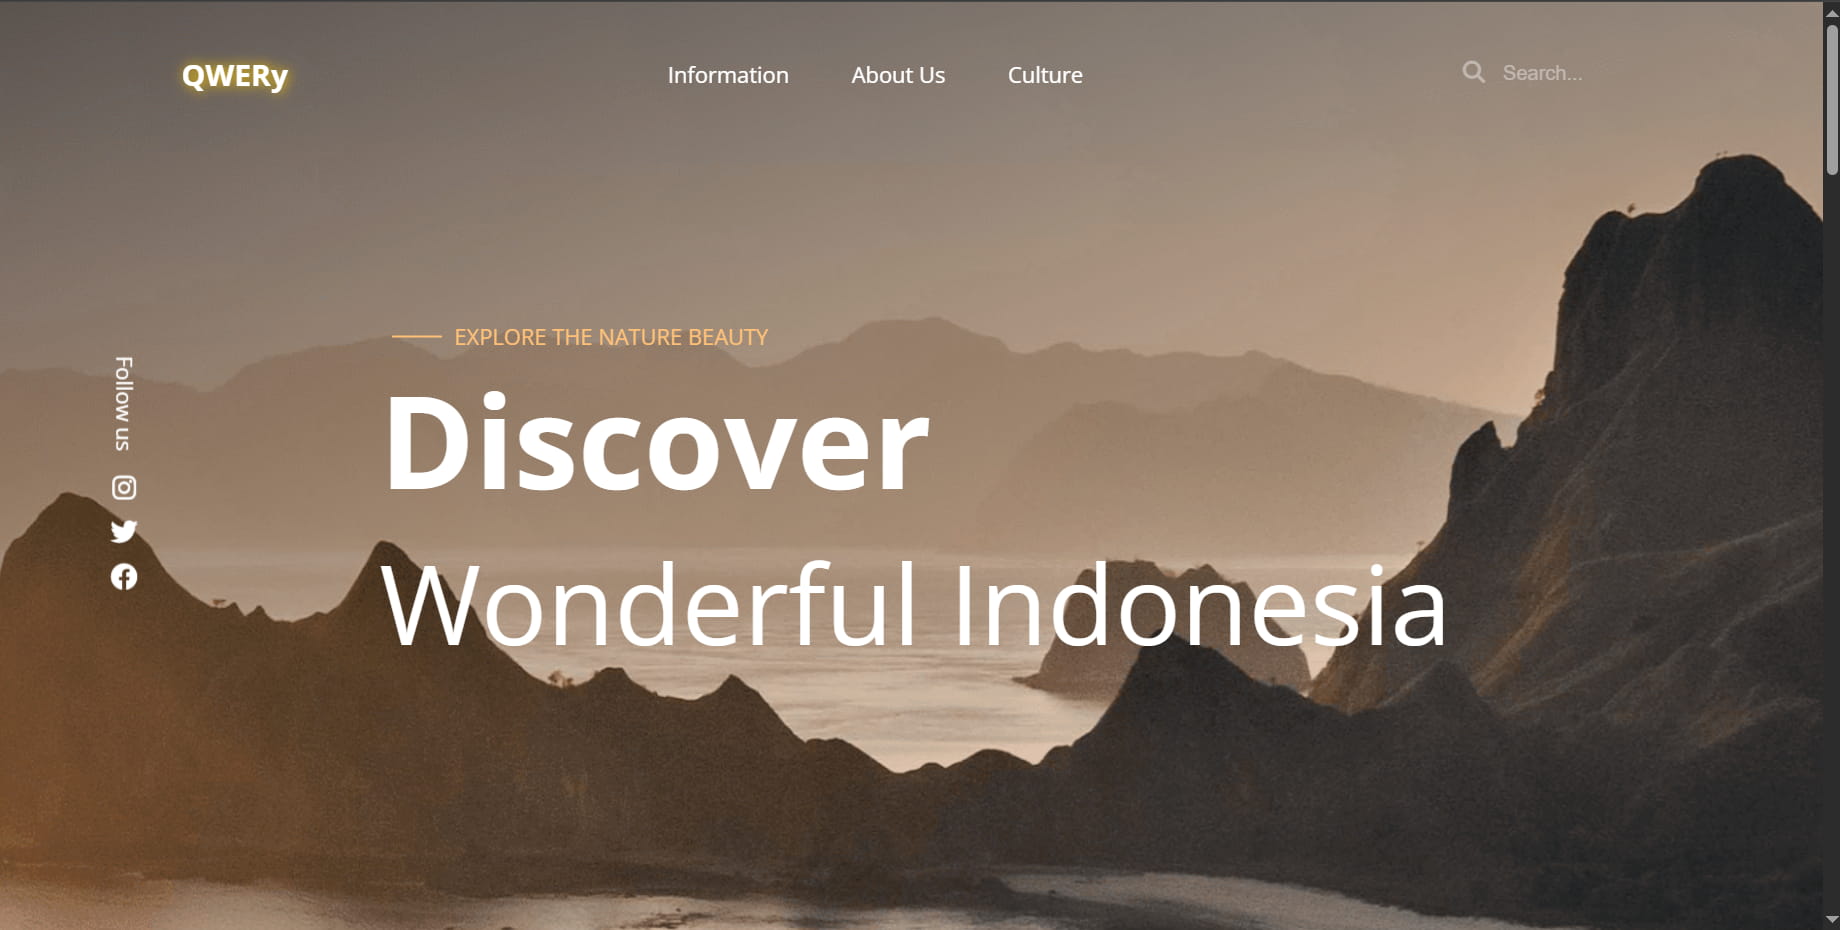 QWERy
Information
About Us
Culture
Search...
EXPLORE THE NATURE BEAUTY
Discover
Wonderful Indonesia
Follow us